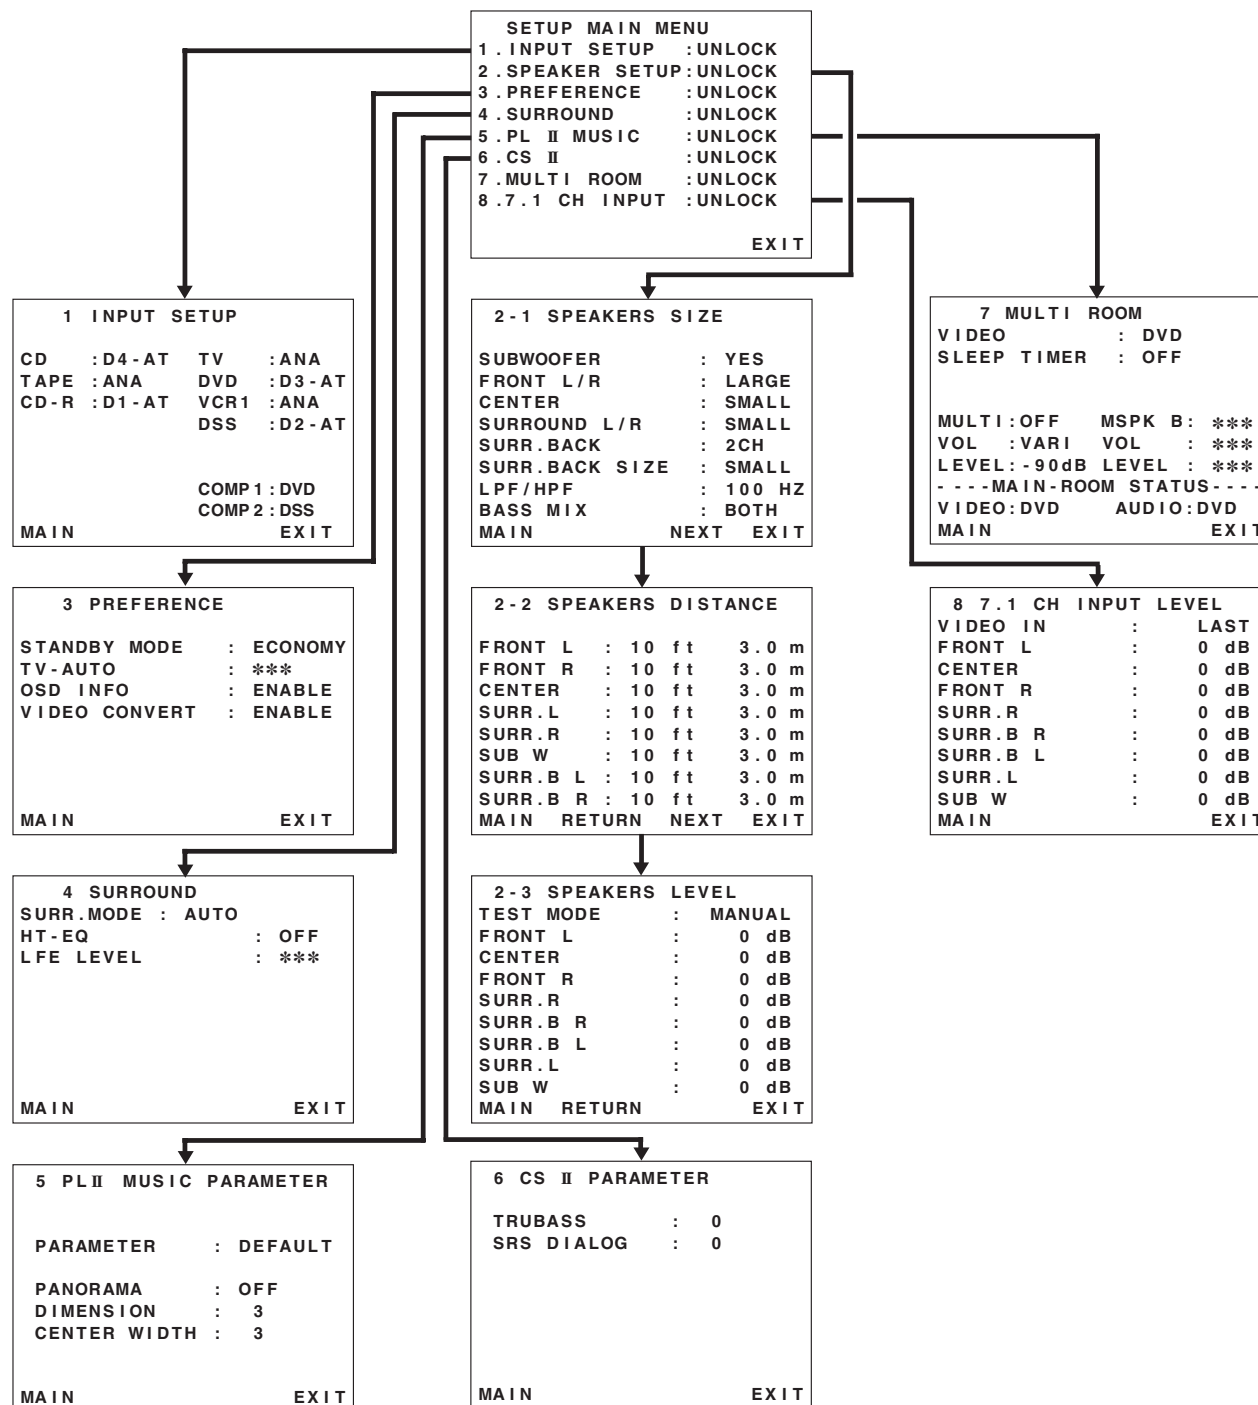 SETUP MAIN MENU
1.INPUT SETUP :UNLOCK
2.SPEAKER SETUP:UNLOCK
3.PREFERENCE :UNLOCK
4.SURROUND :UNLOCK
5.PL II MUSIC :UNLOCK
6.CS II :UNLOCK
7.MULTI ROOM :UNLOCK
8.7.1 CH INPUT :UNLOCK
EXIT
1 INPUT SETUP
CD :D4-AT TV :ANA
TAPE :ANA DVD :D3-AT
CD-R :D1-AT VCR1 :ANA
DSS :D2-AT
COMP1:DVD
COMP2:DSS
MAIN EXIT
2-1 SPEAKERS SIZE
SUBWOOFER : YES
FRONT L/R : LARGE
CENTER : SMALL
SURROUND L/R : SMALL
SURR.BACK : 2CH
SURR.BACK SIZE : SMALL
LPF/HPF : 100 HZ
BASS MIX : BOTH
MAIN NEXT EXIT
7 MULTI ROOM
VIDEO : DVD
SLEEP TIMER : OFF
MULTI:OFF MSPK B: ***
VOL :VARI VOL : ***
LEVEL:-90dB LEVEL : ***
----MAIN-ROOM STATUS----
VIDEO:DVD AUDIO:DVD
MAIN EXIT
3 PREFERENCE
STANDBY MODE : ECONOMY
TV-AUTO : ***
OSD INFO : ENABLE
VIDEO CONVERT : ENABLE
MAIN EXIT
2-2 SPEAKERS DISTANCE
FRONT L : 10 ft 3.0 m
FRONT R : 10 ft 3.0 m
CENTER : 10 ft 3.0 m
SURR.L : 10 ft 3.0 m
SURR.R : 10 ft 3.0 m
SUB W : 10 ft 3.0 m
SURR.B L : 10 ft 3.0 m
SURR.B R : 10 ft 3.0 m
MAIN RETURN NEXT EXIT
8 7.1 CH INPUT LEVEL
VIDEO IN : LAST
FRONT L : 0 dB
CENTER : 0 dB
FRONT R : 0 dB
SURR.R : 0 dB
SURR.B R : 0 dB
SURR.B L : 0 dB
SURR.L : 0 dB
SUB W : 0 dB
MAIN EXIT
4 SURROUND
SURR.MODE : AUTO
HT-EQ : OFF
LFE LEVEL : ***
MAIN EXIT
2-3 SPEAKERS LEVEL
TEST MODE : MANUAL
FRONT L : 0 dB
CENTER : 0 dB
FRONT R : 0 dB
SURR.R : 0 dB
SURR.B R : 0 dB
SURR.B L : 0 dB
SURR.L : 0 dB
SUB W : 0 dB
MAIN RETURN EXIT
5 PLII MUSIC PARAMETER
PARAMETER : DEFAULT
PANORAMA : OFF
DIMENSION : 3
CENTER WIDTH : 3
MAIN EXIT
6 CS II PARAMETER
TRUBASS : 0
SRS DIALOG : 0
MAIN EXIT